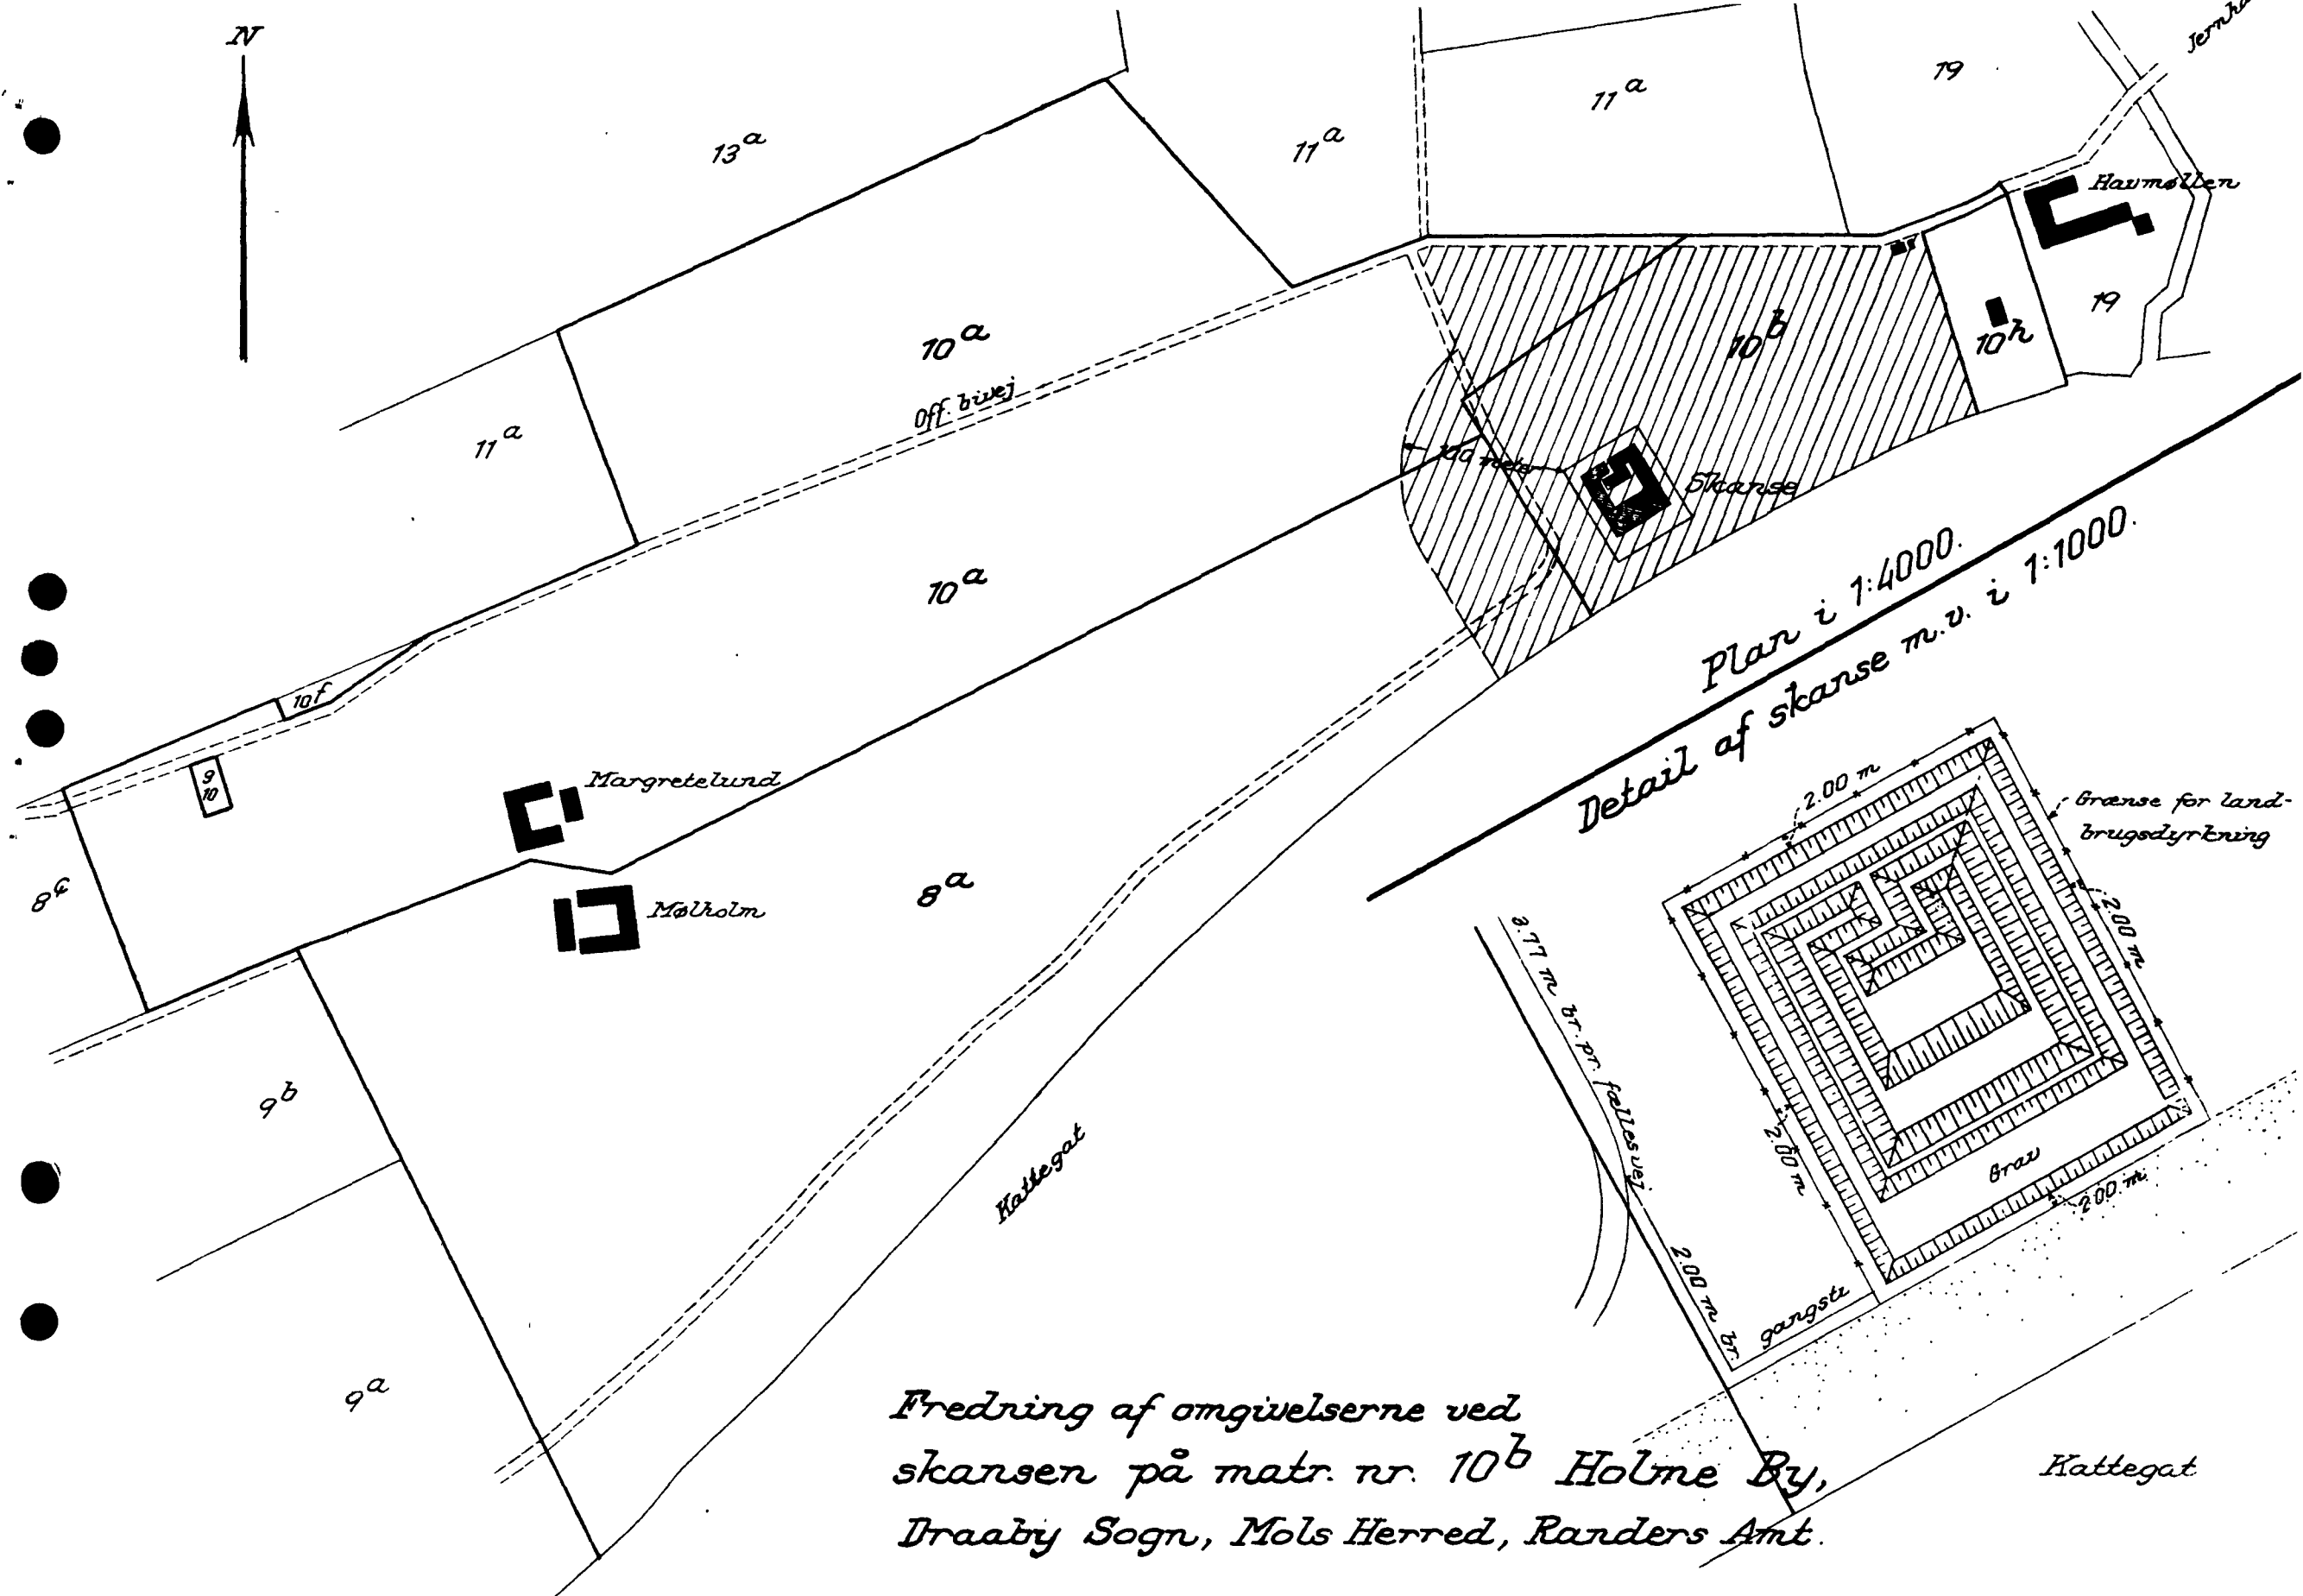 N
Jernha
13a
11a
11a
19
Havmøllen
10a
Off. bivej
10b
10h
19
11a
100 meter
Skanse
10a
Plan i 1:4000.
Detail af skanse m.v. i 1:1000.
10f
9
10
Margretelund
8a
Mølholm
8c
2.00 m
Grænse for land-
brugsdyrkning
2.00 m
3.77 m br. pr. fællesvej
2.00 m
Grav
2.00 m.
9b
Kattegat
2.00 m br.
gangsti
9a
Fredning af omgivelserne ved
skansen på matr. nr. 10b Holme By,
Draaby Sogn, Mols Herred, Randers Amt.
Kattegat